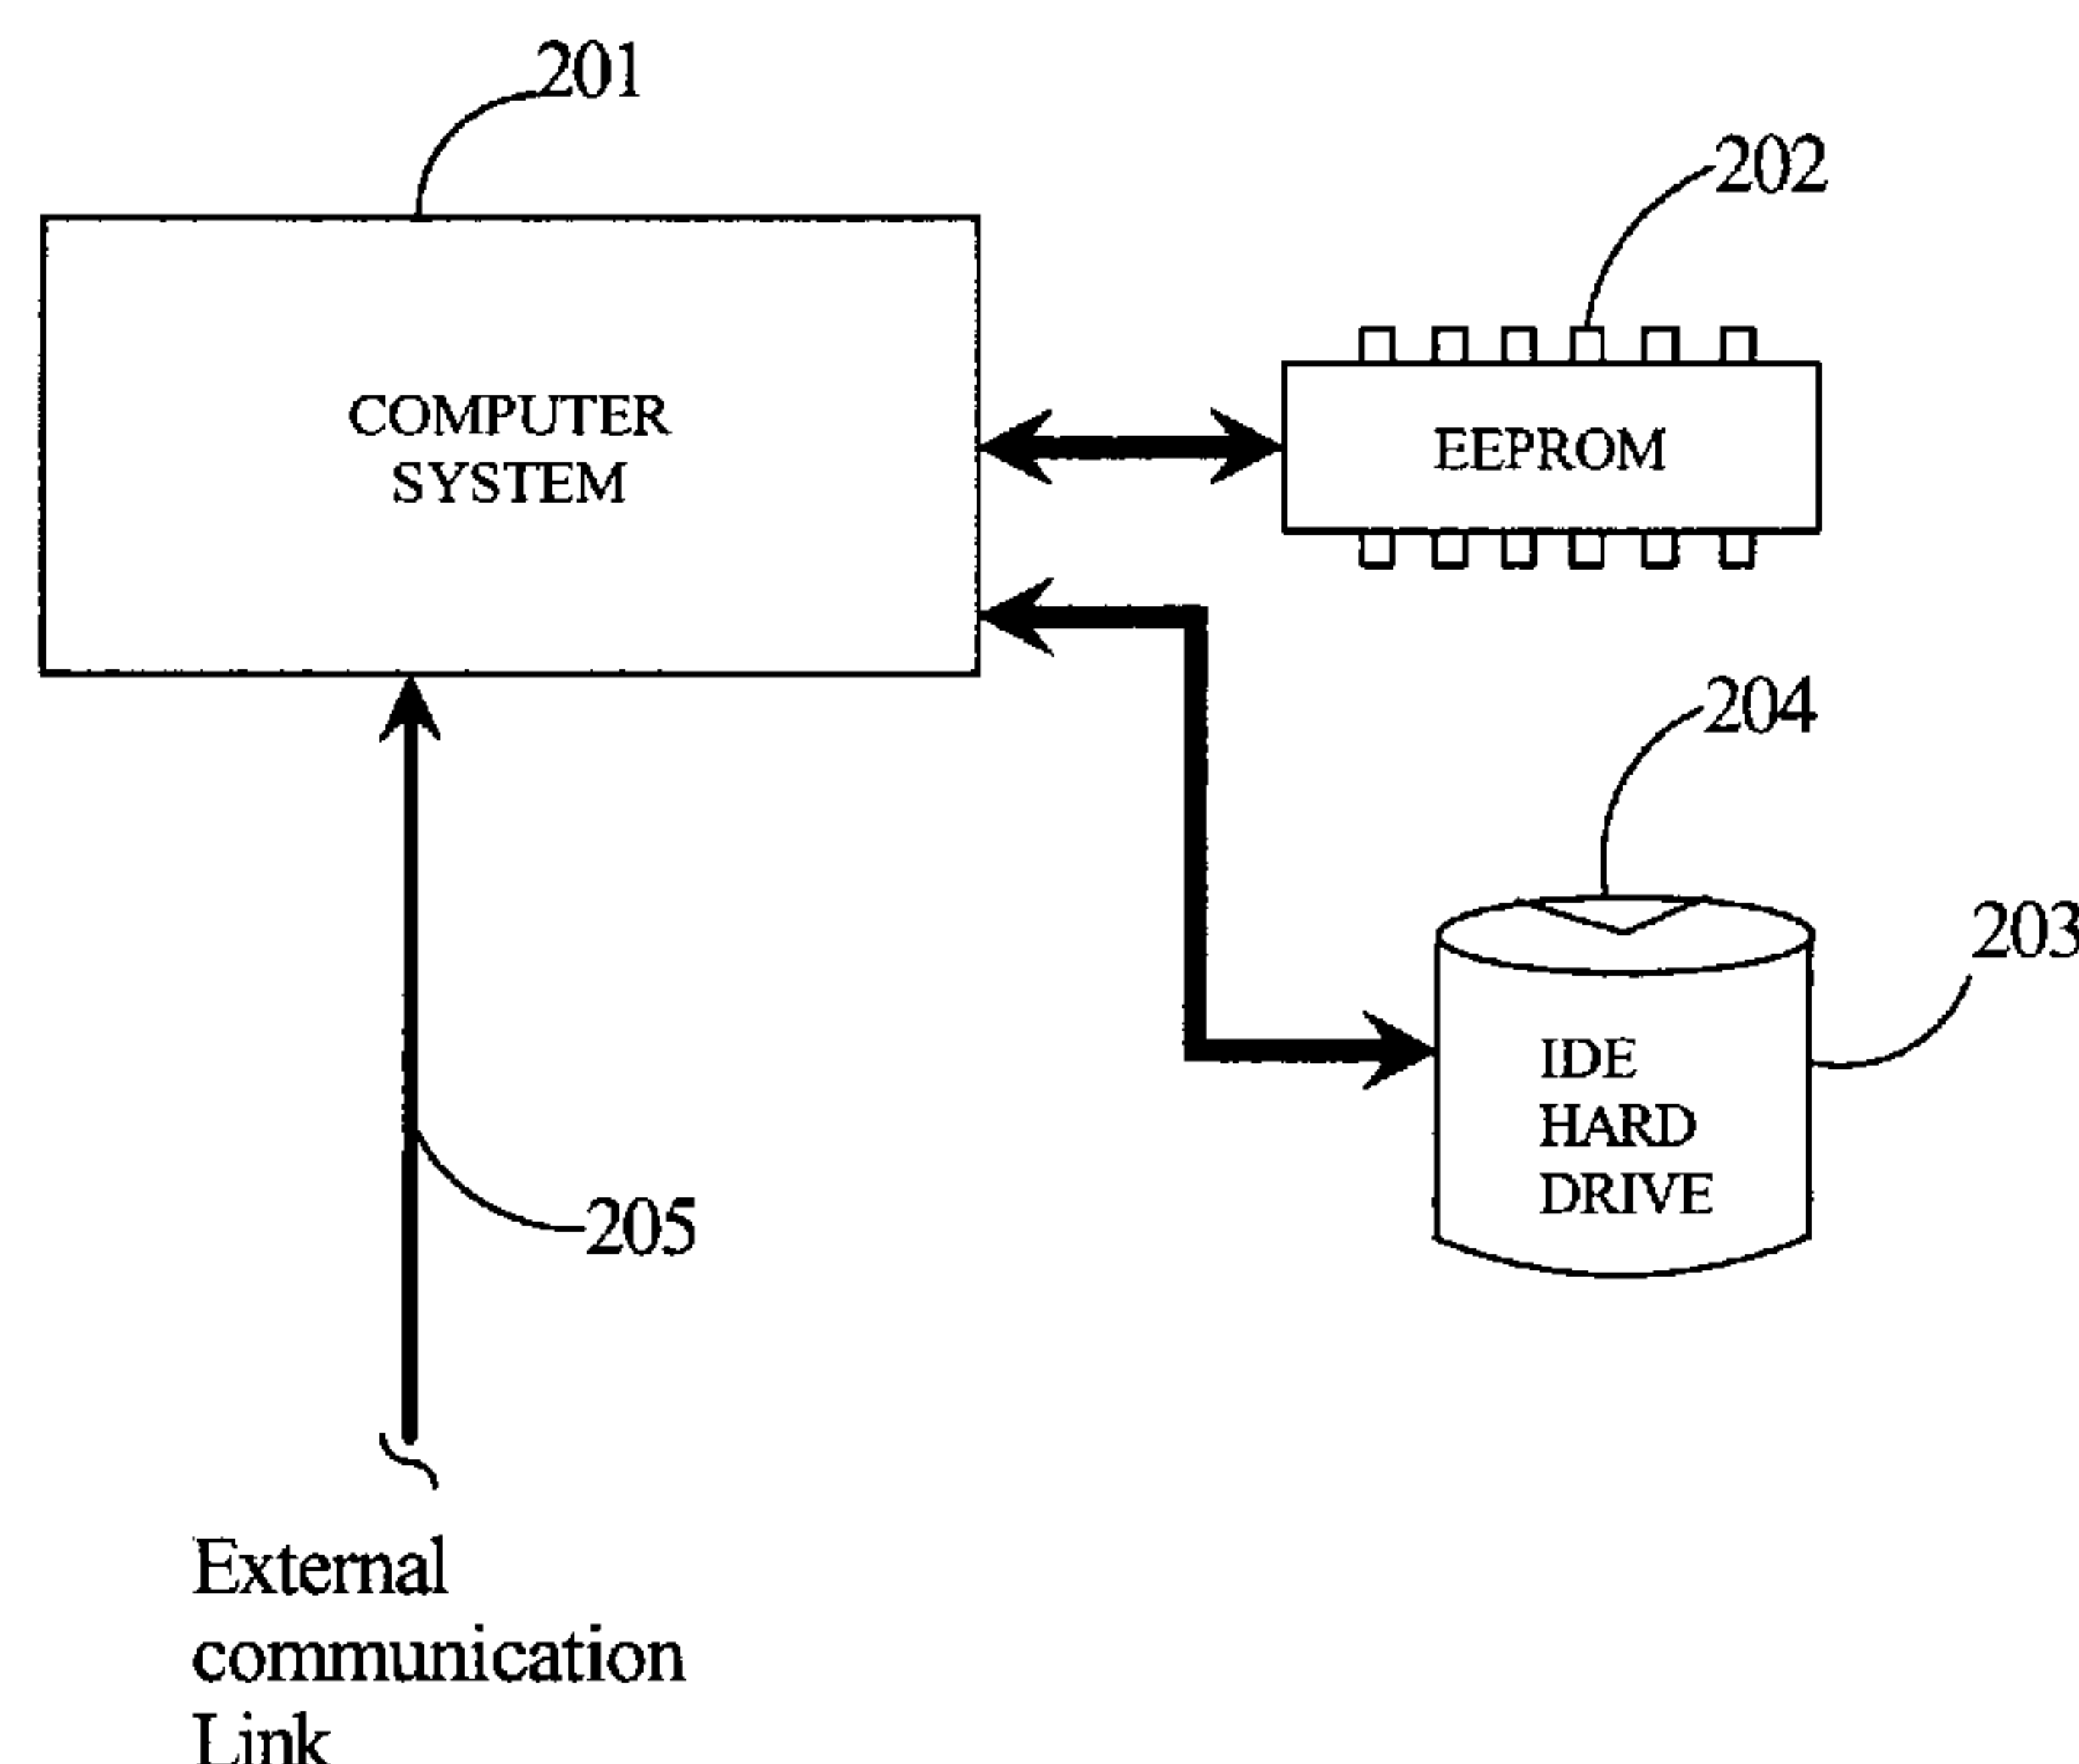 201
202
COMPUTER
SYSTEM
EEPROM
204
203
IDE
HARD
DRIVE
205
External
communication
Link